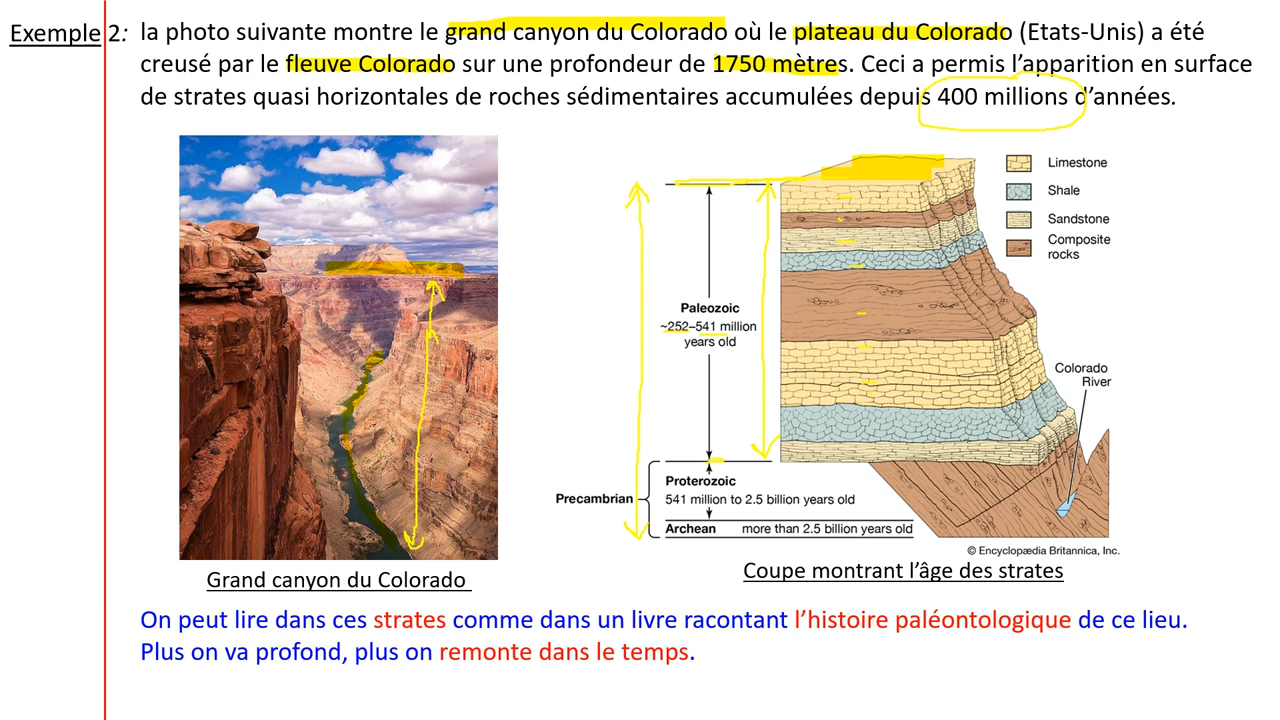 Exemple 2: la photo suivante montre le grand canyon du Colorado où le plateau du Colorado (Etats-Unis) a été
creusé par le fleuve Colorado sur une profondeur de 1750 mètres. Ceci a permis l'apparition en surface
de strates quasi horizontales de roches sédimentaires accumulées depuis 400 millions d'années.
Limestone
Shale
Sandstone
Composite
rocks
Paleozoic
~252–541 million
years old
Colorado
River
Proterozoic
Precambrian
541 million to 2.5 billion years old
Archean more than 2.5 billion years old
© Encyclopædia Britannica, Inc.
Grand canyon du Colorado
Coupe montrant l'âge des strates
On peut lire dans ces strates comme dans un livre racontant l'histoire paléontologique de ce lieu.
Plus on va profond, plus on remonte dans le temps.